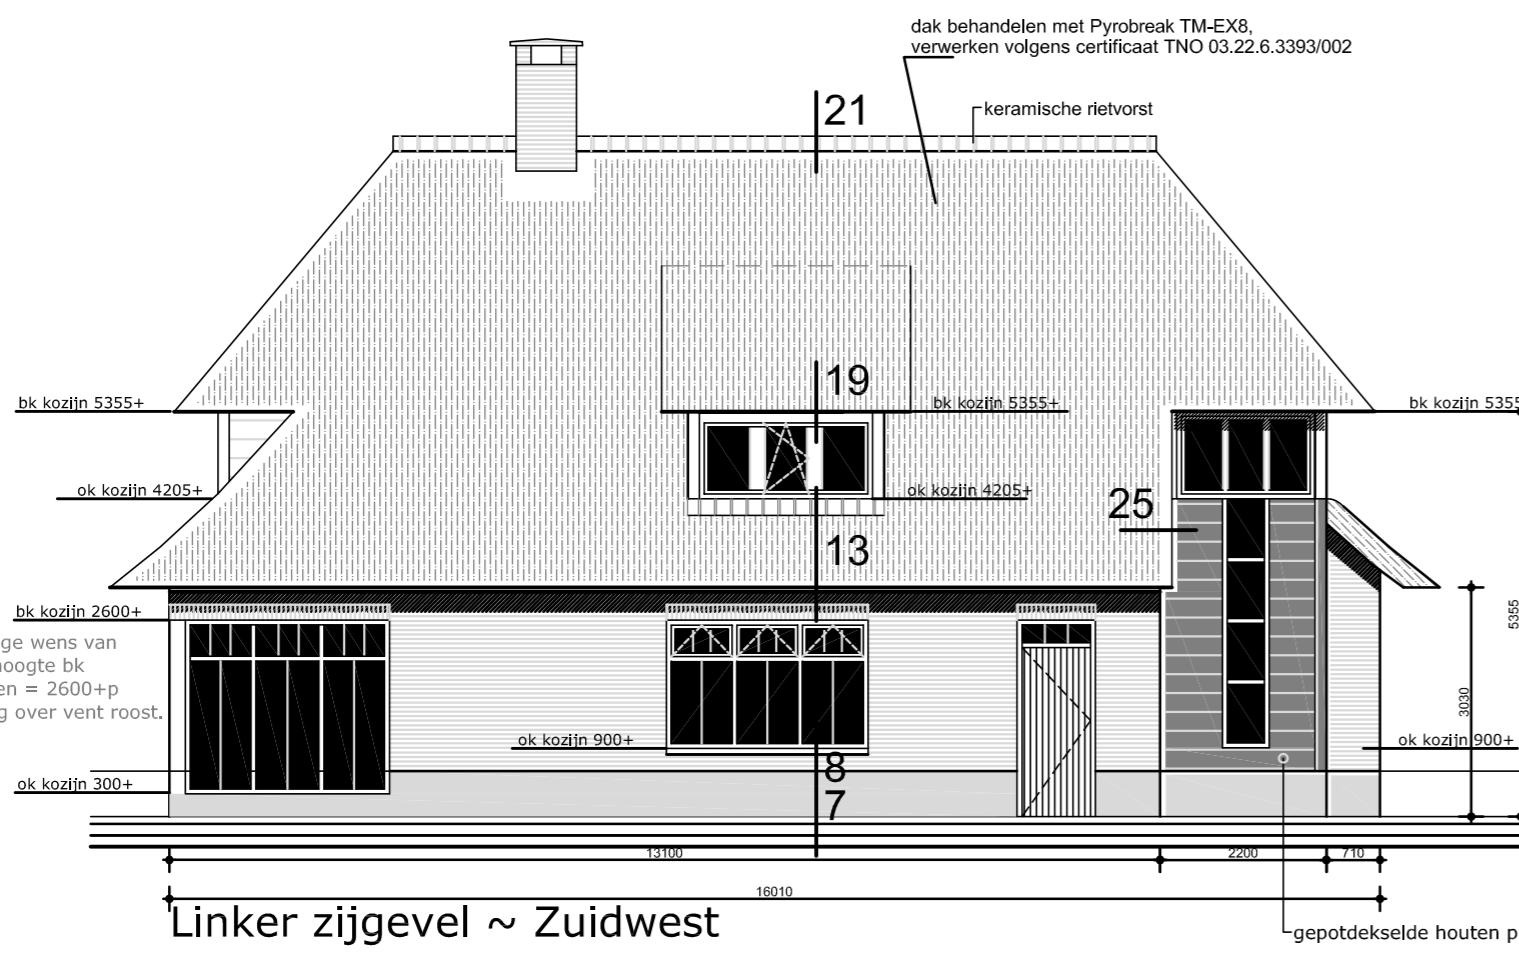 dak behandelen met Pyrobreak TM-EX8,
verwerken volgens certificaat TNO 03.22.6.3393/002
21
keramische rietvorst
19
bk kozijn 5355+
bk kozijn 5355+
bk kozijn 5355
ok kozijn 4205+
ok kozijn 4205+
25
13
bk kozijn 2600+
5355
ge wens van
hoogte bk
en = 2600+p
g over vent roost.
3030
ok kozijn 900+
ok kozijn 900+
8
ok kozijn 300+
7
13100
2200
710
16010
Linker zijgevel ~ Zuidwest
gepotdekselde houten p